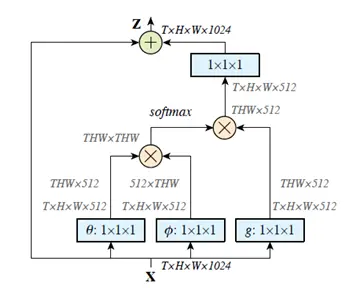 Z
T×H×W×1024
+
1×1×1
T×H×W×512
softmax
THW×512
×
THW×THW
×
THW×512
512×THW
THW×512
T×H×W×512
T×H×W×512
T×H×W×512
θ: 1×1×1
ϕ: 1×1×1
g: 1×1×1
X
T×H×W×1024